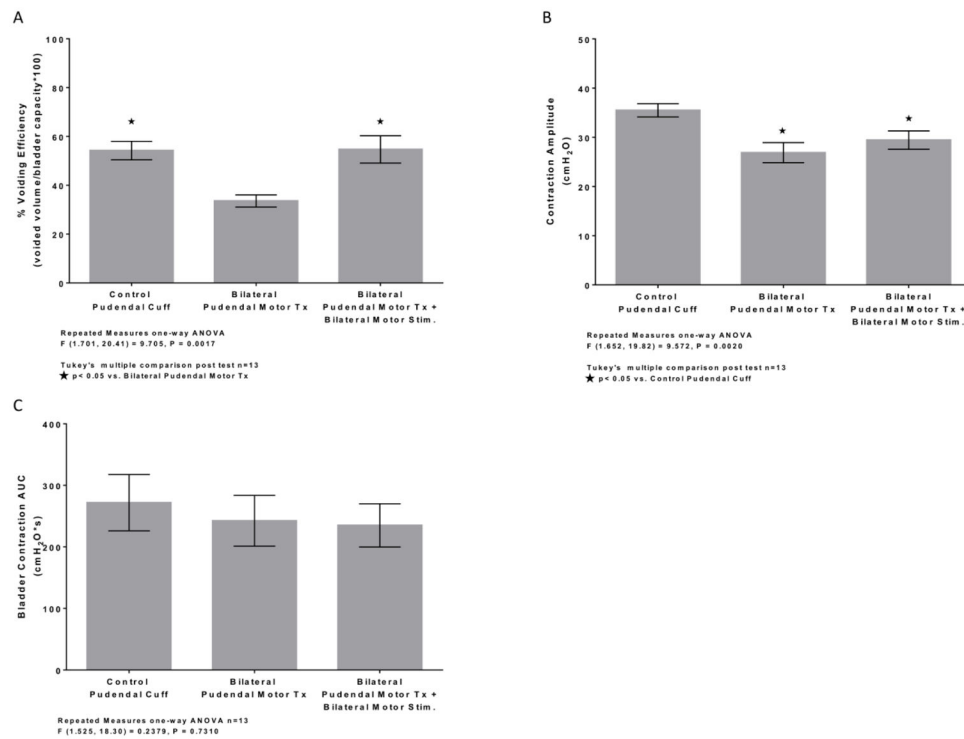 A
% Voiding Efficiency
(voided volume/bladder capacity*100)
100
80
60
40
20
0
★
★
Control
Pudendal Cuff
Bilateral
Pudendal Motor Tx
Bilateral
Pudendal Motor Tx +
Bilateral Motor Stim.
Repeated Measures one-way ANOVA
F (1.701, 20.41) = 9.705, P = 0.0017
Tukey's multiple comparison post test n=13
★ p< 0.05 vs. Bilateral Pudendal Motor Tx
B
Contraction Amplitude
(cmH2O)
50
40
30
20
10
0
★
★
Control
Pudendal Cuff
Bilateral
Pudendal Motor Tx
Bilateral
Pudendal Motor Tx +
Bilateral Motor Stim.
Repeated Measures one-way ANOVA
F (1.652, 19.82) = 9.572, P = 0.0020
Tukey's multiple comparison post test n=13
★ p< 0.05 vs. Control Pudendal Cuff
C
Bladder Contraction AUC
(cmH2O*s)
400
300
200
100
0
Control
Pudendal Cuff
Bilateral
Pudendal Motor Tx
Bilateral
Pudendal Motor Tx +
Bilateral Motor Stim.
Repeated Measures one-way ANOVA n=13
F (1.525, 18.30) = 0.2379, P = 0.7310